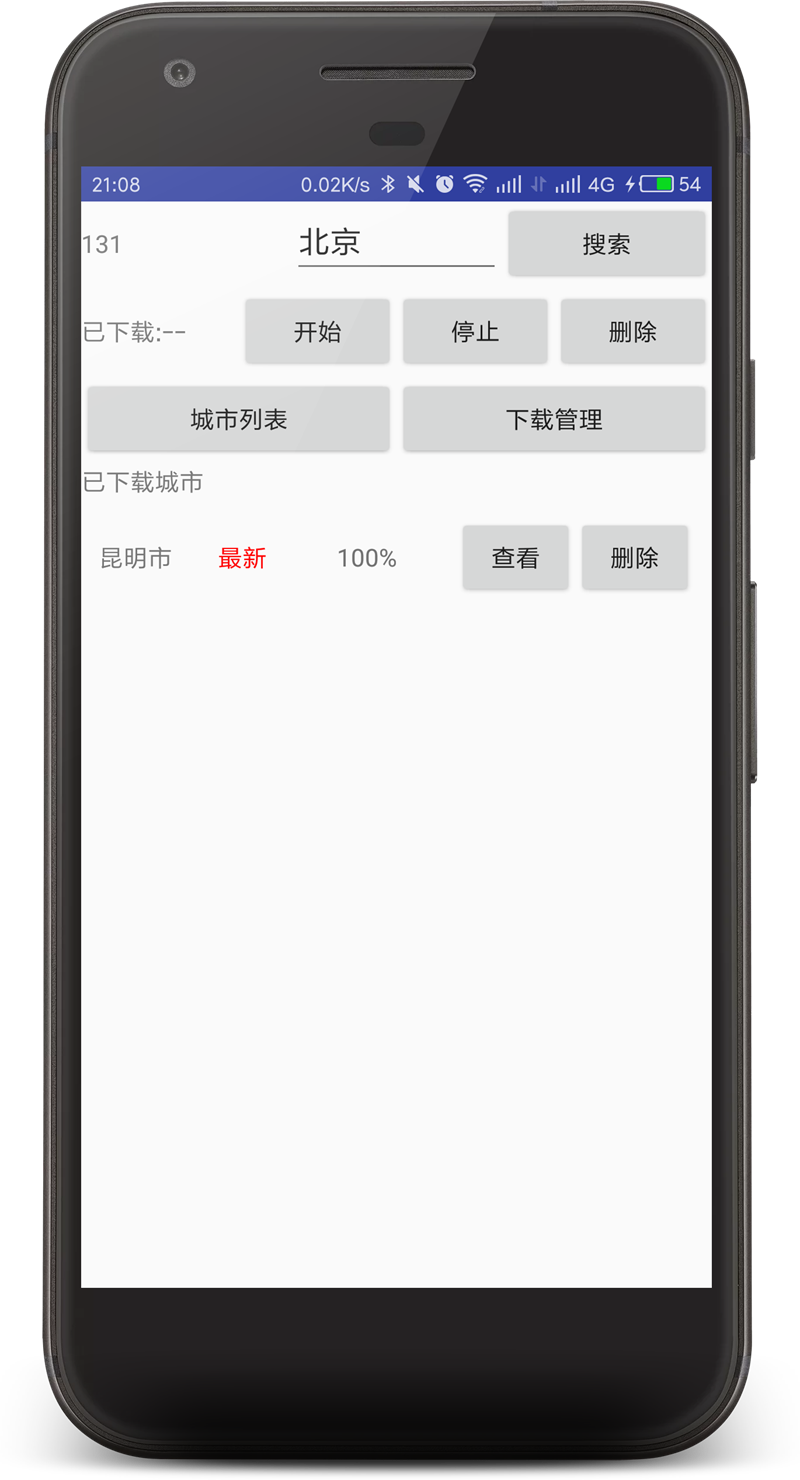 21:08 0.02K/s 4G 54
131 北京 搜索
已下载:-- 开始 停止 删除
城市列表 下载管理
已下载城市
昆明市 最新 100% 查看 删除